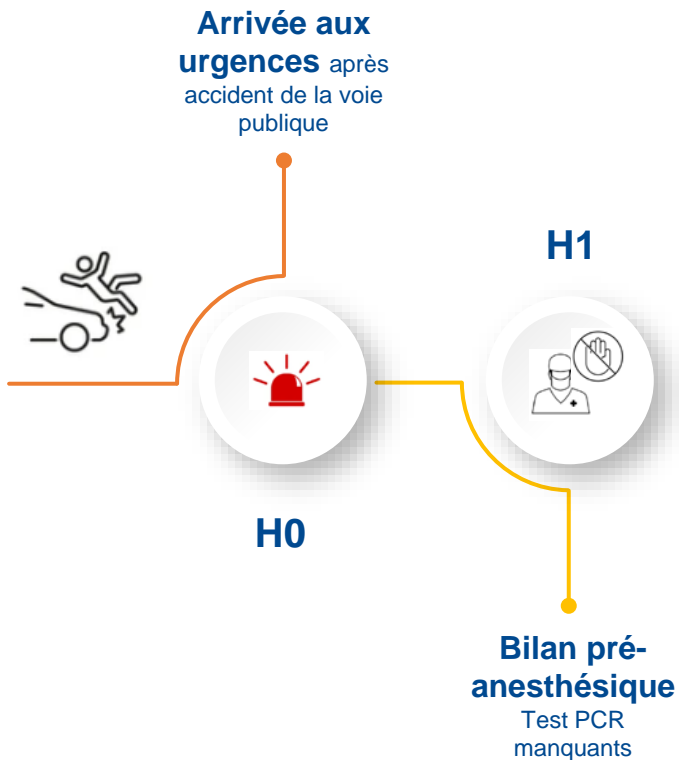 Arrivée aux
urgences après
accident de la voie
publique
H1
H0
Bilan pré-
anesthésique
Test PCR
manquants